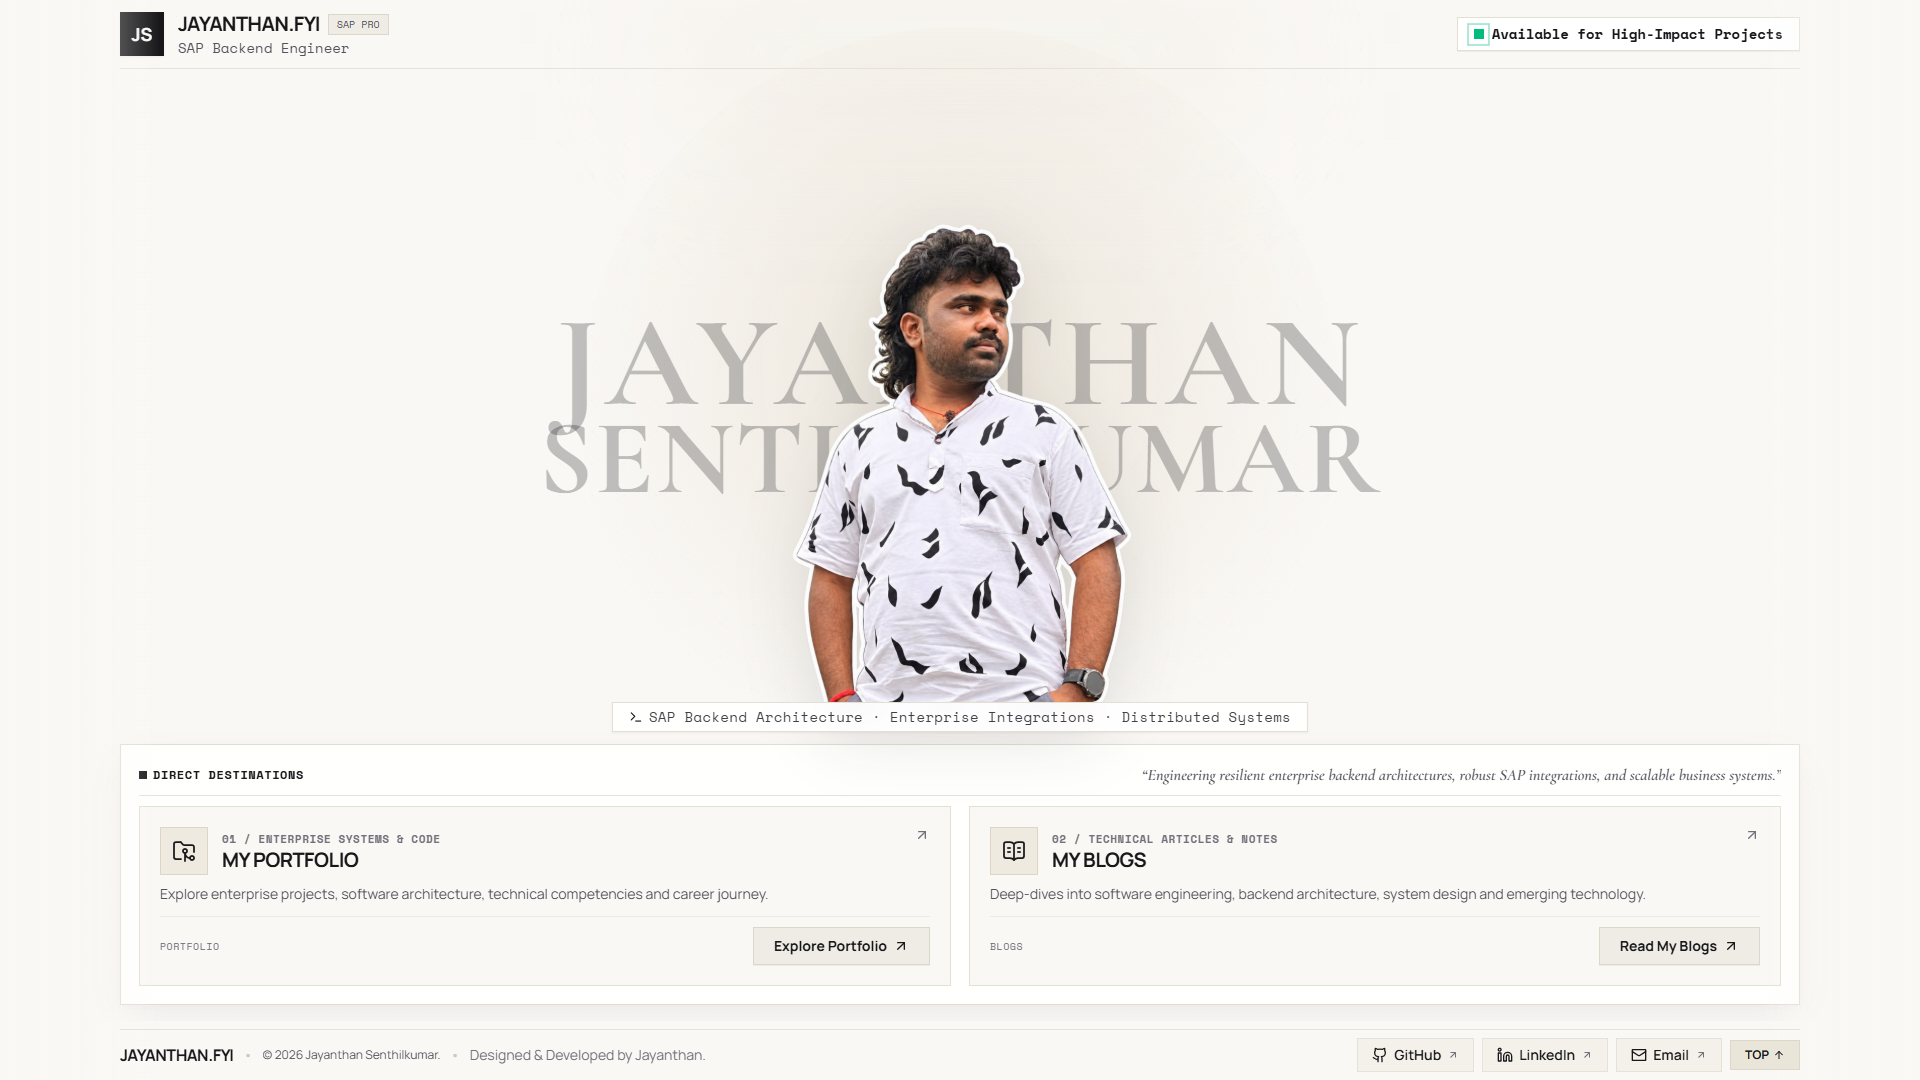 JS
JAYANTHAN.FYI SAP PRO
SAP Backend Engineer
Available for High-Impact Projects
JAYA THAN
SENTI UMAR
SAP Backend Architecture · Enterprise Integrations · Distributed Systems
DIRECT DESTINATIONS
“Engineering resilient enterprise backend architectures, robust SAP integrations, and scalable business systems.”
01 / ENTERPRISE SYSTEMS & CODE
MY PORTFOLIO
Explore enterprise projects, software architecture, technical competencies and career journey.
PORTFOLIO
Explore Portfolio
02 / TECHNICAL ARTICLES & NOTES
MY BLOGS
Deep-dives into software engineering, backend architecture, system design and emerging technology.
BLOGS
Read My Blogs
JAYANTHAN.FYI • © 2026 Jayanthan Senthilkumar. • Designed & Developed by Jayanthan.
GitHub
LinkedIn
Email
TOP ↑